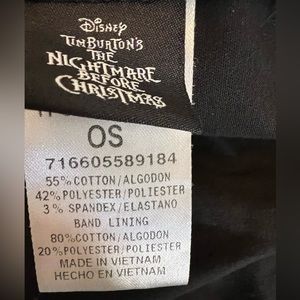 Disney
Tim Burton's
The
Nightmare
Before
Christmas
OS
716605589184
55%COTTON/ALGODON
42%POLYESTER/POLIESTER
3% SPANDEX/ELASTANO
BAND LINING
80%COTTON/ALGODON
20%POLYESTER/POLIESTER
MADE IN VIETNAM
HECHO EN VIETNAM